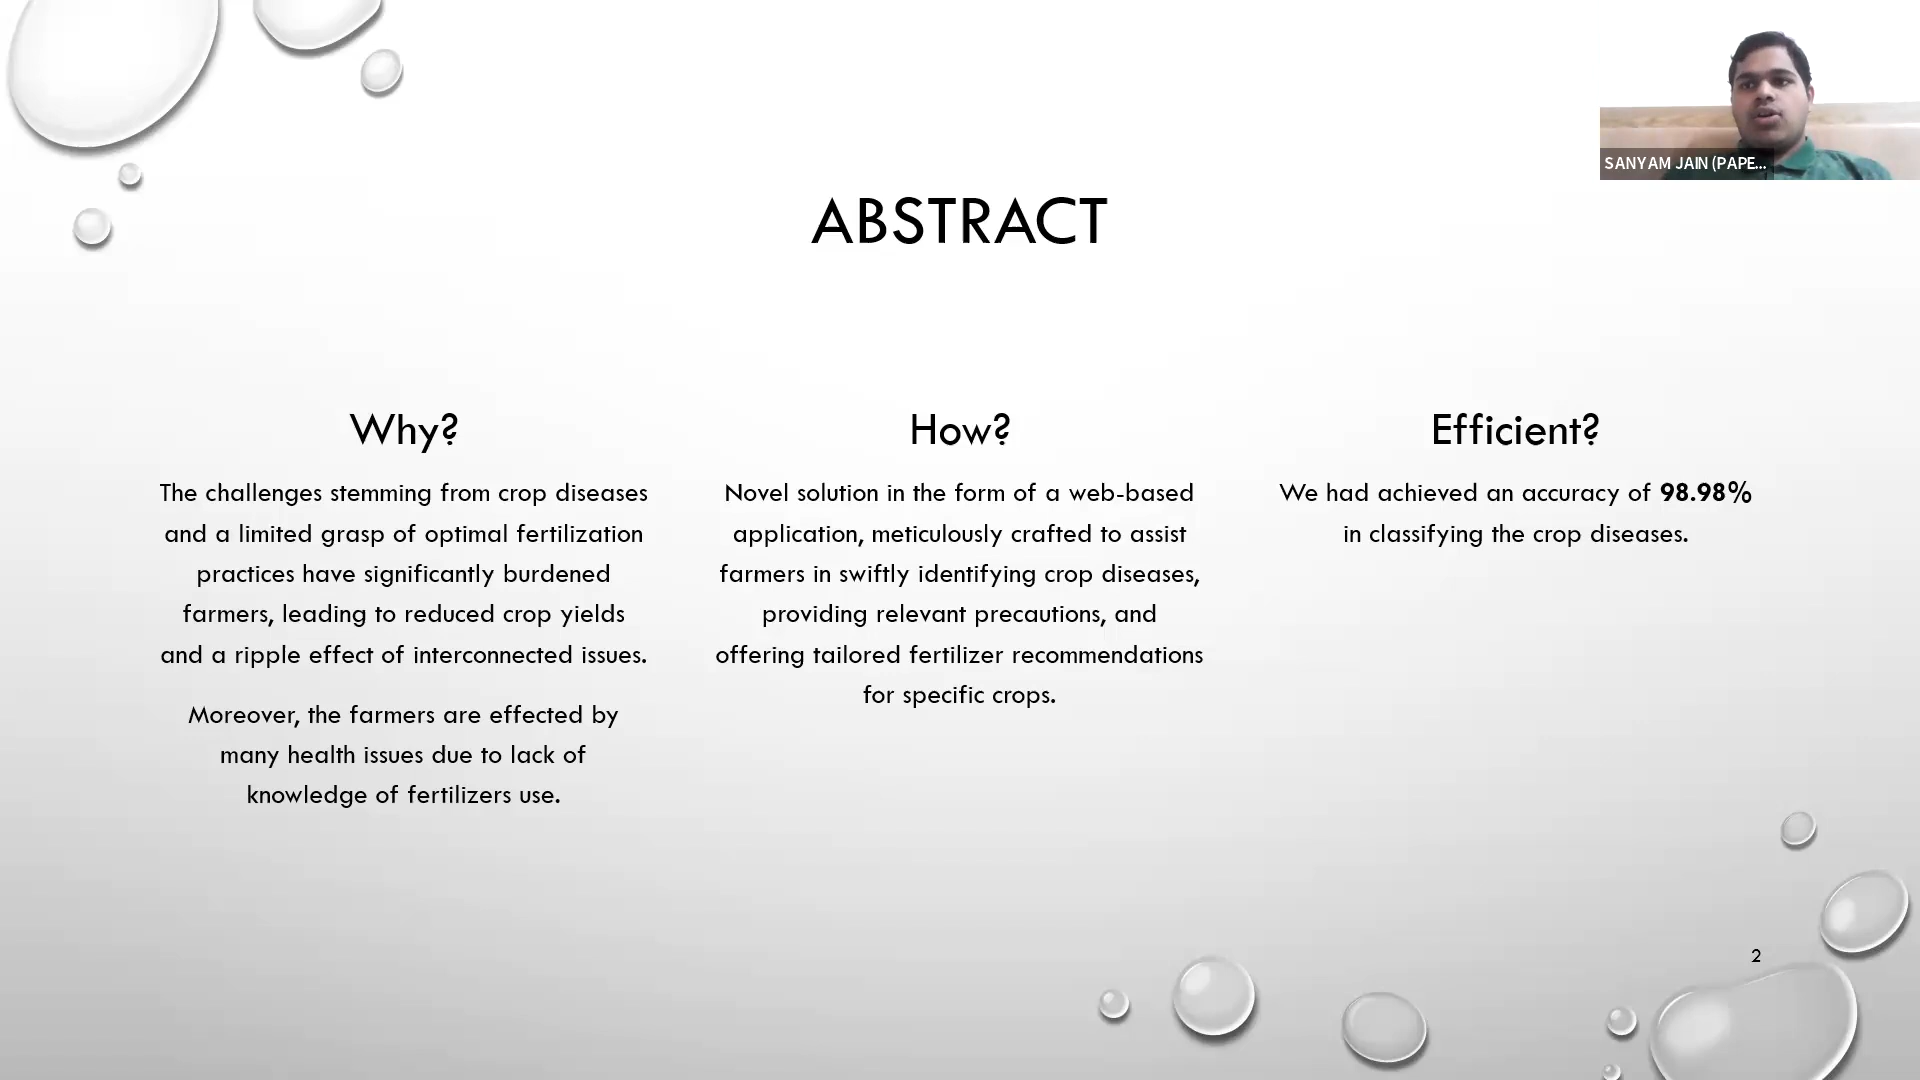 SANYAM JAIN (PAPE...
ABSTRACT
Why?
The challenges stemming from crop diseases
and a limited grasp of optimal fertilization
practices have significantly burdened
farmers, leading to reduced crop yields
and a ripple effect of interconnected issues.
Moreover, the farmers are effected by
many health issues due to lack of
knowledge of fertilizers use.
How?
Novel solution in the form of a web-based
application, meticulously crafted to assist
farmers in swiftly identifying crop diseases,
providing relevant precautions, and
offering tailored fertilizer recommendations
for specific crops.
Efficient?
We had achieved an accuracy of 98.98%
in classifying the crop diseases.
2